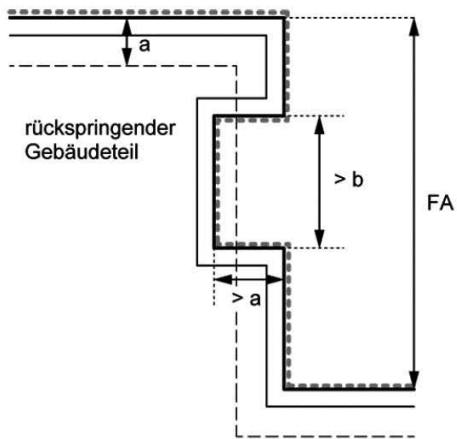 a
rückspringender
Gebäudeteil
> b
FA
> a